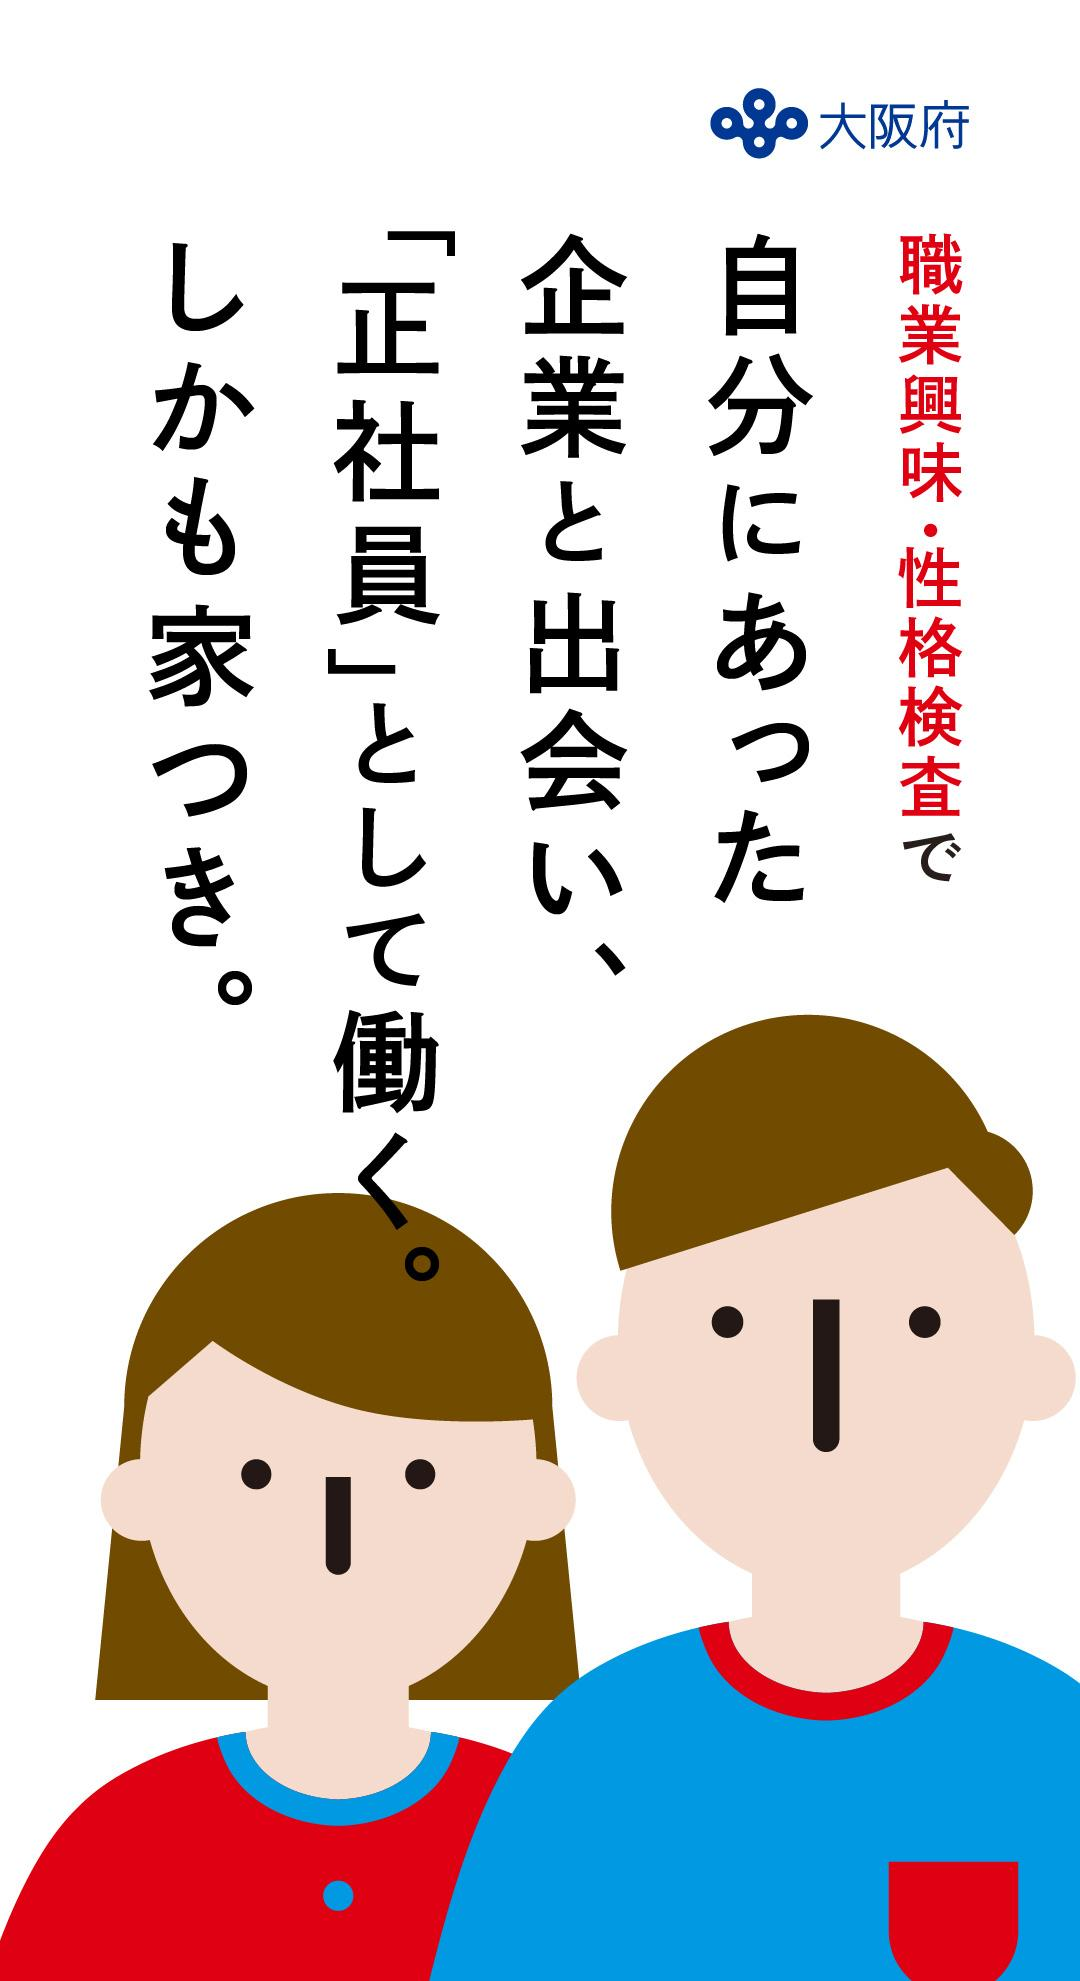 大阪府
職業興味・性格検査で
自分にあった
企業と出会い、
「正社員」として働く。
しかも家つき。